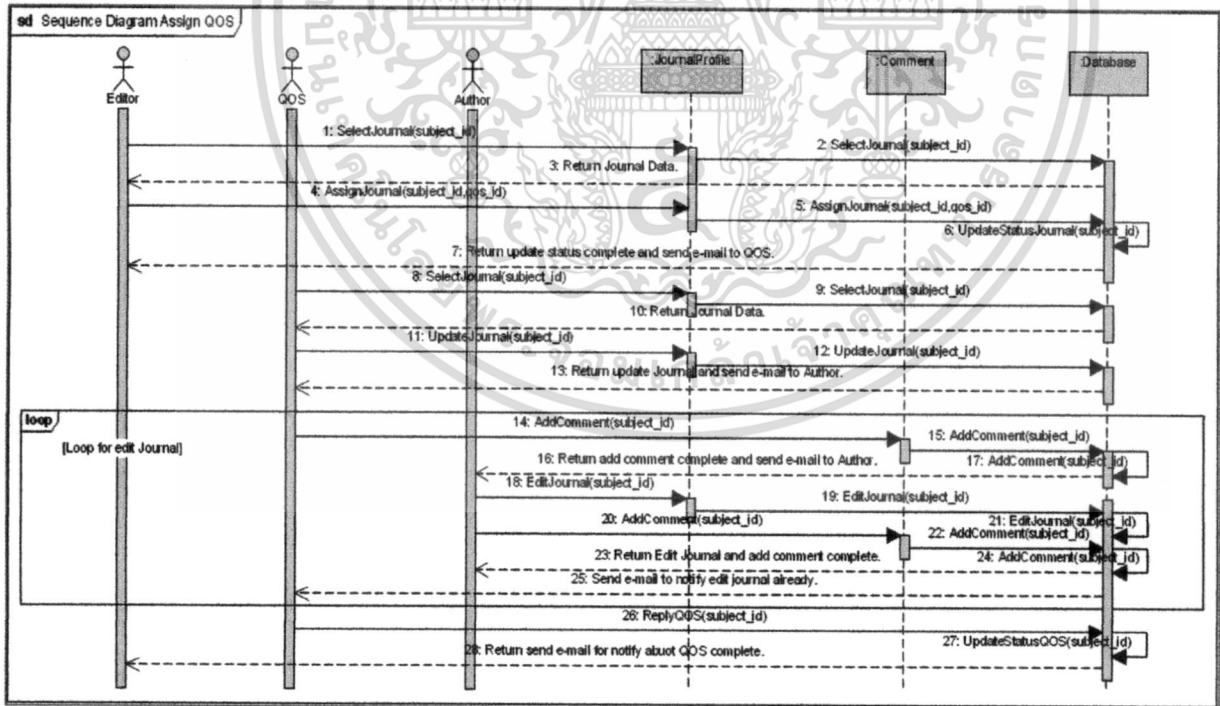 sd Sequence Diagram Assign QOS
Editor
QOS
Author
:JournalProfile
:Comment
:Database
1: SelectJournal(subject_id)
2: SelectJournal(subject_id)
3: Return Journal Data.
4: AssignJournal(subject_id,qos_id)
5: AssignJournal(subject_id,qos_id)
6: UpdateStatusJournal(subject_id)
7: Return update status complete and send e-mail to QOS.
8: SelectJournal(subject_id)
9: SelectJournal(subject_id)
10: Return Journal Data.
11: UpdateJournal(subject_id)
12: UpdateJournal(subject_id)
13: Return update Journal and send e-mail to Author.
loop
[Loop for edit Journal]
14: AddComment(subject_id)
15: AddComment(subject_id)
16: Return add comment complete and send e-mail to Author.
17: AddComment(subject_id)
18: EditJournal(subject_id)
19: EditJournal(subject_id)
20: AddComment(subject_id)
21: EditJournal(subject_id)
22: AddComment(subject_id)
23: Return Edit Journal and add comment complete.
24: AddComment(subject_id)
25: Send e-mail to notify edit journal already.
26: ReplyQOS(subject_id)
27: UpdateStatusQOS(subject_id)
28: Return send e-mail for notify abuot QOS complete.